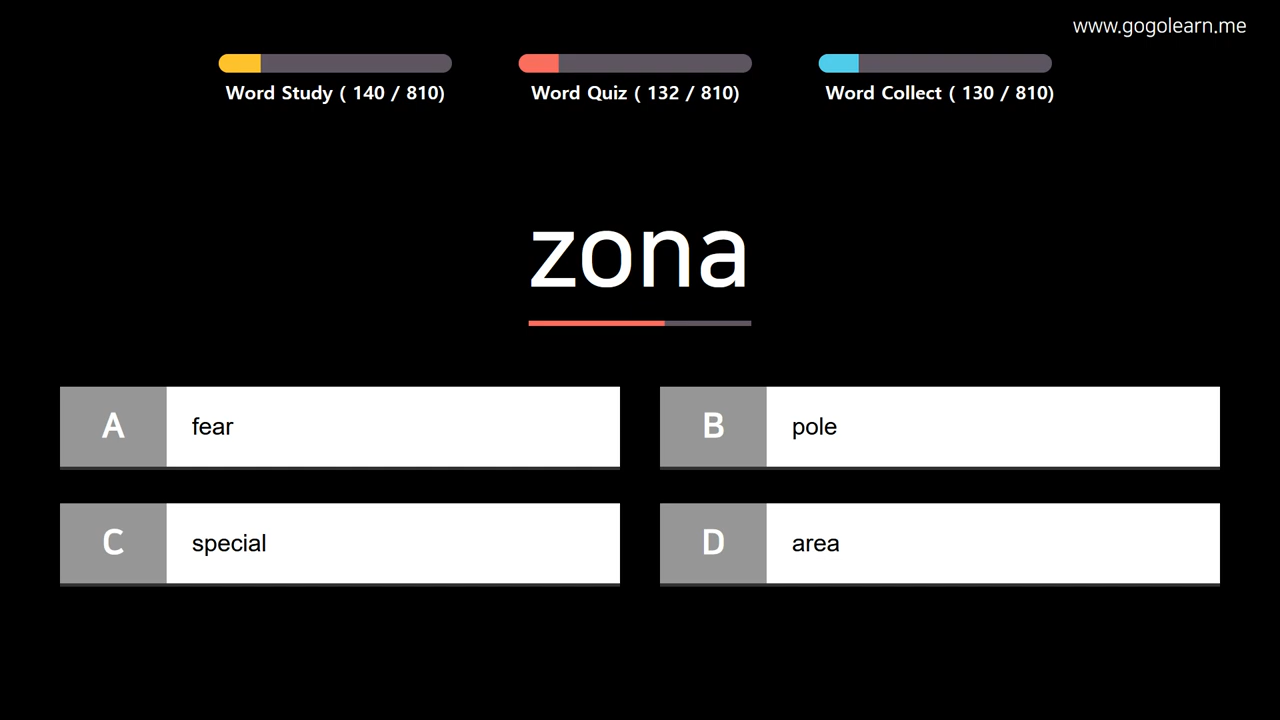 www.gogolearn.me
Word Study ( 140 / 810)
Word Quiz ( 132 / 810)
Word Collect ( 130 / 810)
zona
A fear
B pole
C special
D area